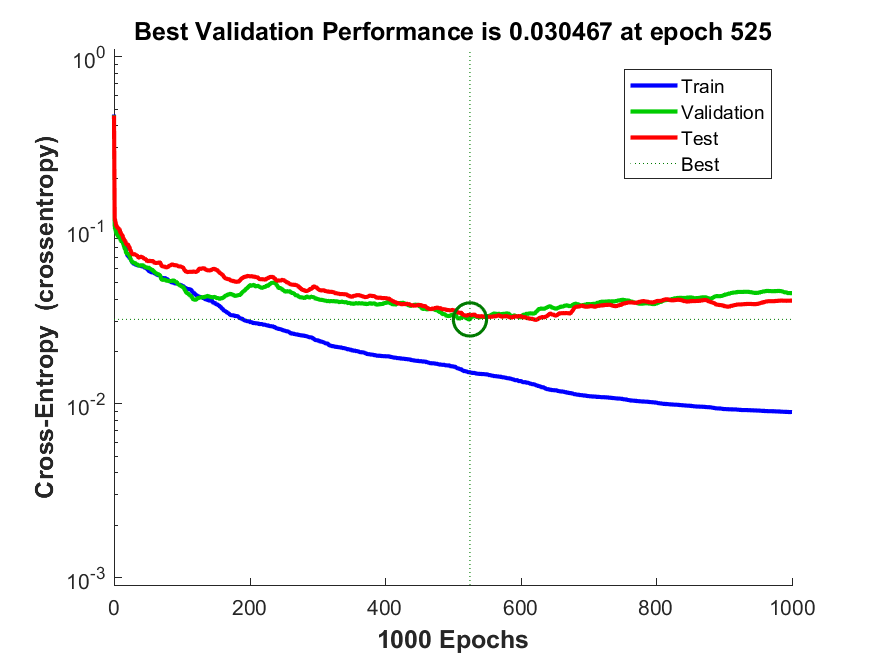 Best Validation Performance is 0.030467 at epoch 525
Cross-Entropy (crossentropy)
10^0
10^-1
10^-2
10^-3
Train
Validation
Test
Best
0 200 400 600 800 1000
1000 Epochs